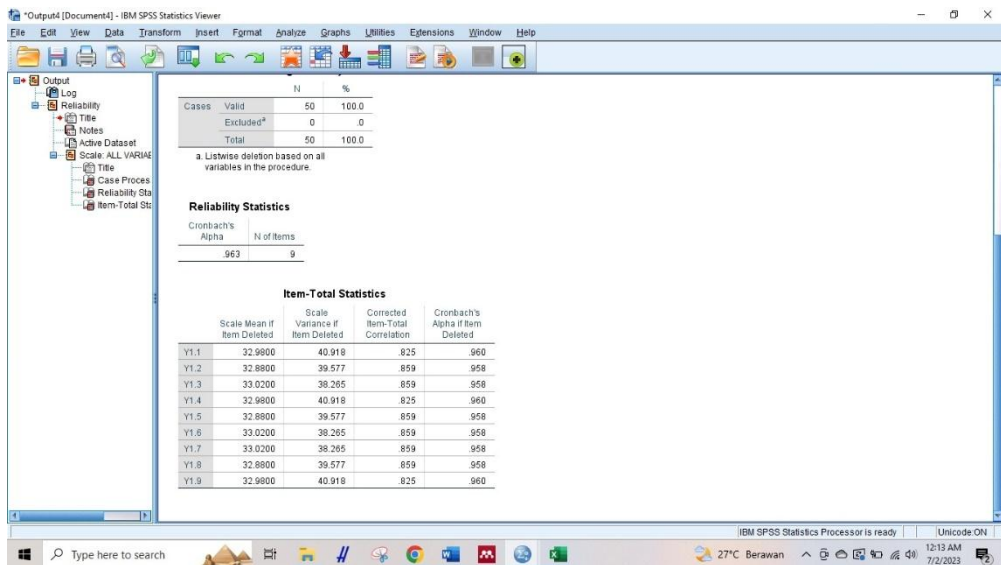 *Output4 [Document4] - IBM SPSS Statistics Viewer
File Edit View Data Transform Insert Format Analyze Graphs Utilities Extensions Window Help
Output
Log
Reliability
Title
Notes
Active Dataset
Scale: ALL VARIAB
Title
Case Proces
Reliability Sta
Item-Total Sta
N %
Cases Valid 50 100.0
Excludedᵃ 0 .0
Total 50 100.0
a. Listwise deletion based on all
variables in the procedure.
Reliability Statistics
Cronbach's
Alpha N of Items
.963 9
Item-Total Statistics
Scale Mean if Item Deleted Scale Variance if Item Deleted Corrected Item-Total Correlation Cronbach's Alpha if Item Deleted
Y1.1 32.9800 40.918 .825 .960
Y1.2 32.8800 39.577 .859 .958
Y1.3 33.0200 38.265 .859 .958
Y1.4 32.9800 40.918 .825 .960
Y1.5 32.8800 39.577 .859 .958
Y1.6 33.0200 38.265 .859 .958
Y1.7 33.0200 38.265 .859 .958
Y1.8 32.8800 39.577 .859 .958
Y1.9 32.9800 40.918 .825 .960
IBM SPSS Statistics Processor is ready Unicode:ON
Type here to search
27°C Berawan
12:13 AM
7/2/2023